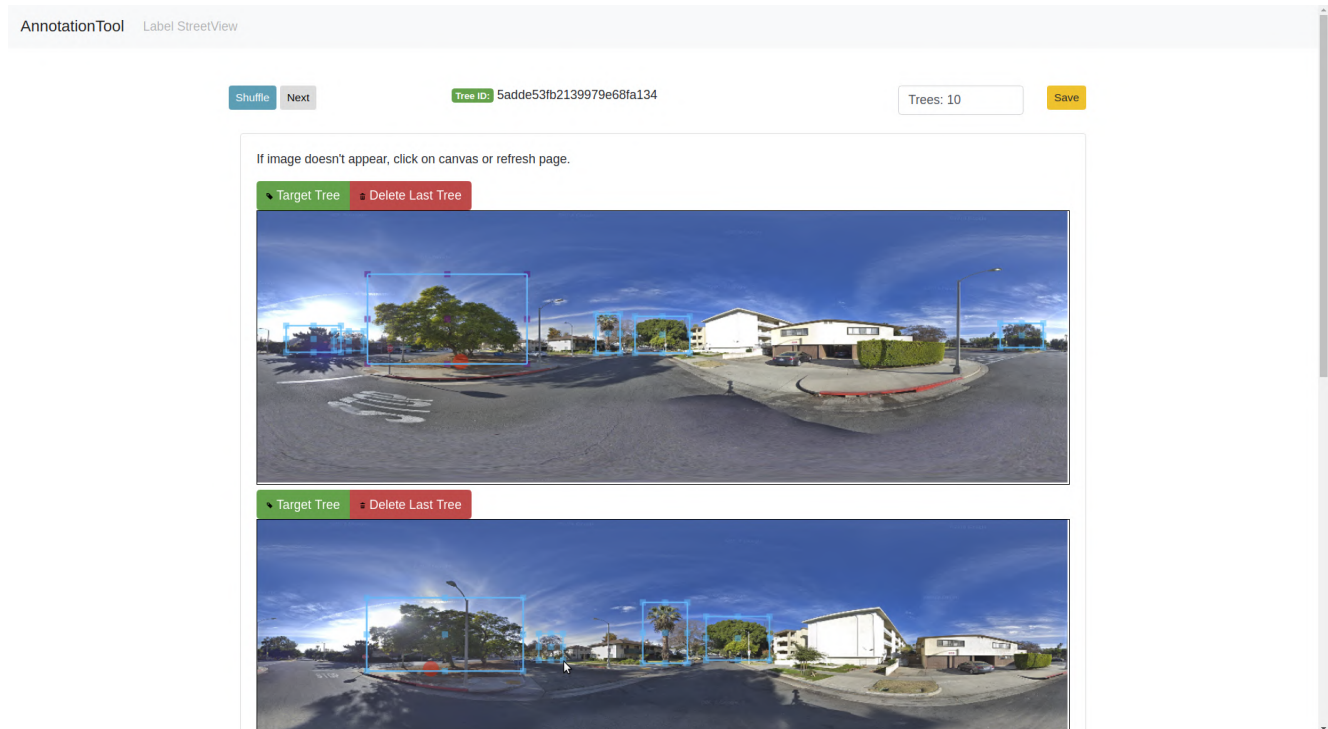 AnnotationTool Label StreetView
Shuffle Next Tree ID: 5adde53fb2139979e68fa134 Trees: 10 Save
If image doesn't appear, click on canvas or refresh page.
Target Tree Delete Last Tree
Target Tree Delete Last Tree